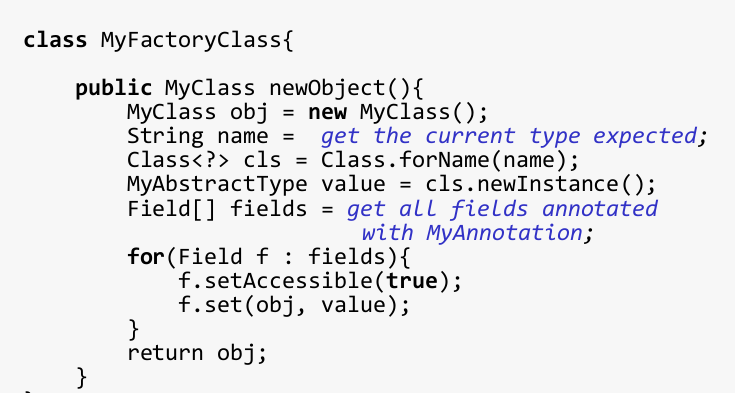 class MyFactoryClass{
public MyClass newObject(){
MyClass obj = new MyClass();
String name = get the current type expected;
Class<?> cls = Class.forName(name);
MyAbstractType value = cls.newInstance();
Field[] fields = get all fields annotated
with MyAnnotation;
for(Field f : fields){
f.setAccessible(true);
f.set(obj, value);
}
return obj;
}